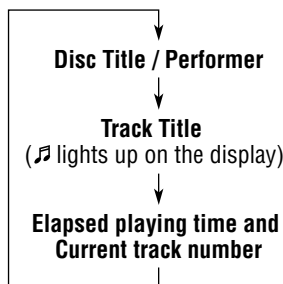 Disc Title / Performer
Track Title
(♫ lights up on the display)
Elapsed playing time and
Current track number